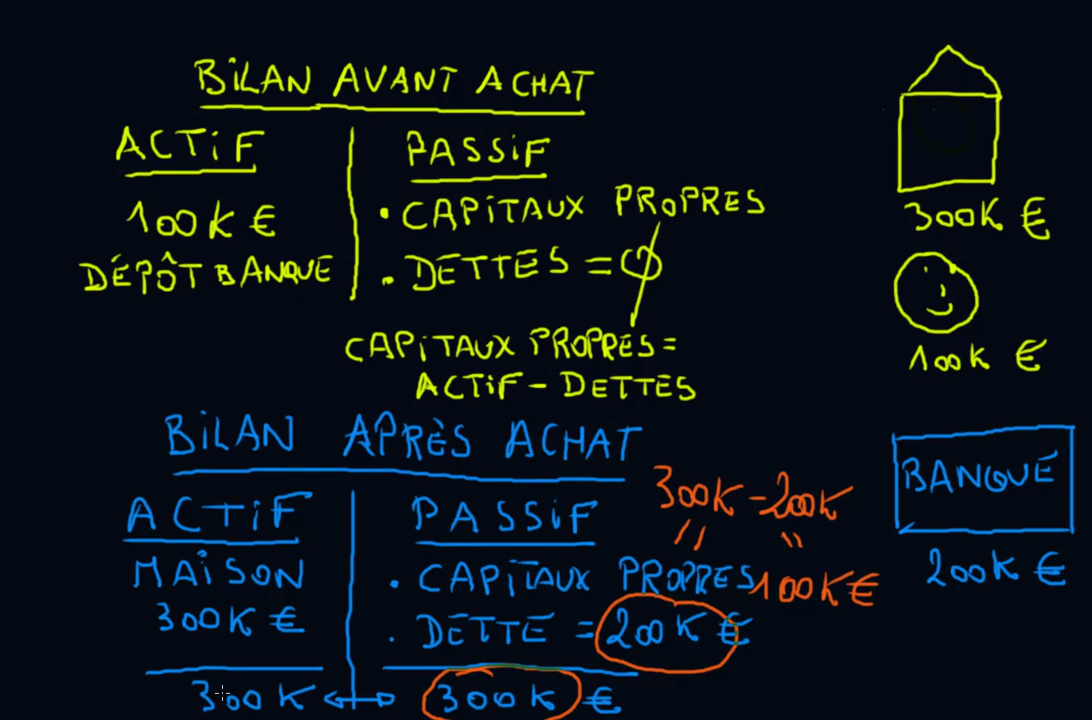 BiLAN AVANT ACHAT
ACTiF
PASSiF
100K €
DÉPÔT BANQUE
• CAPiTAUX PROPRES
• DETTES = Ø
CAPiTAUX PROPRES =
ACTiF - DETTES
300K €
100K €
BiLAN APRÈS ACHAT
ACTiF
PASSiF
MAiSON
300K €
300K - 200K
• CAPiTAUX PROPRES 100K €
• DETTE = 200K €
300K
300K €
BANQUE
200K €